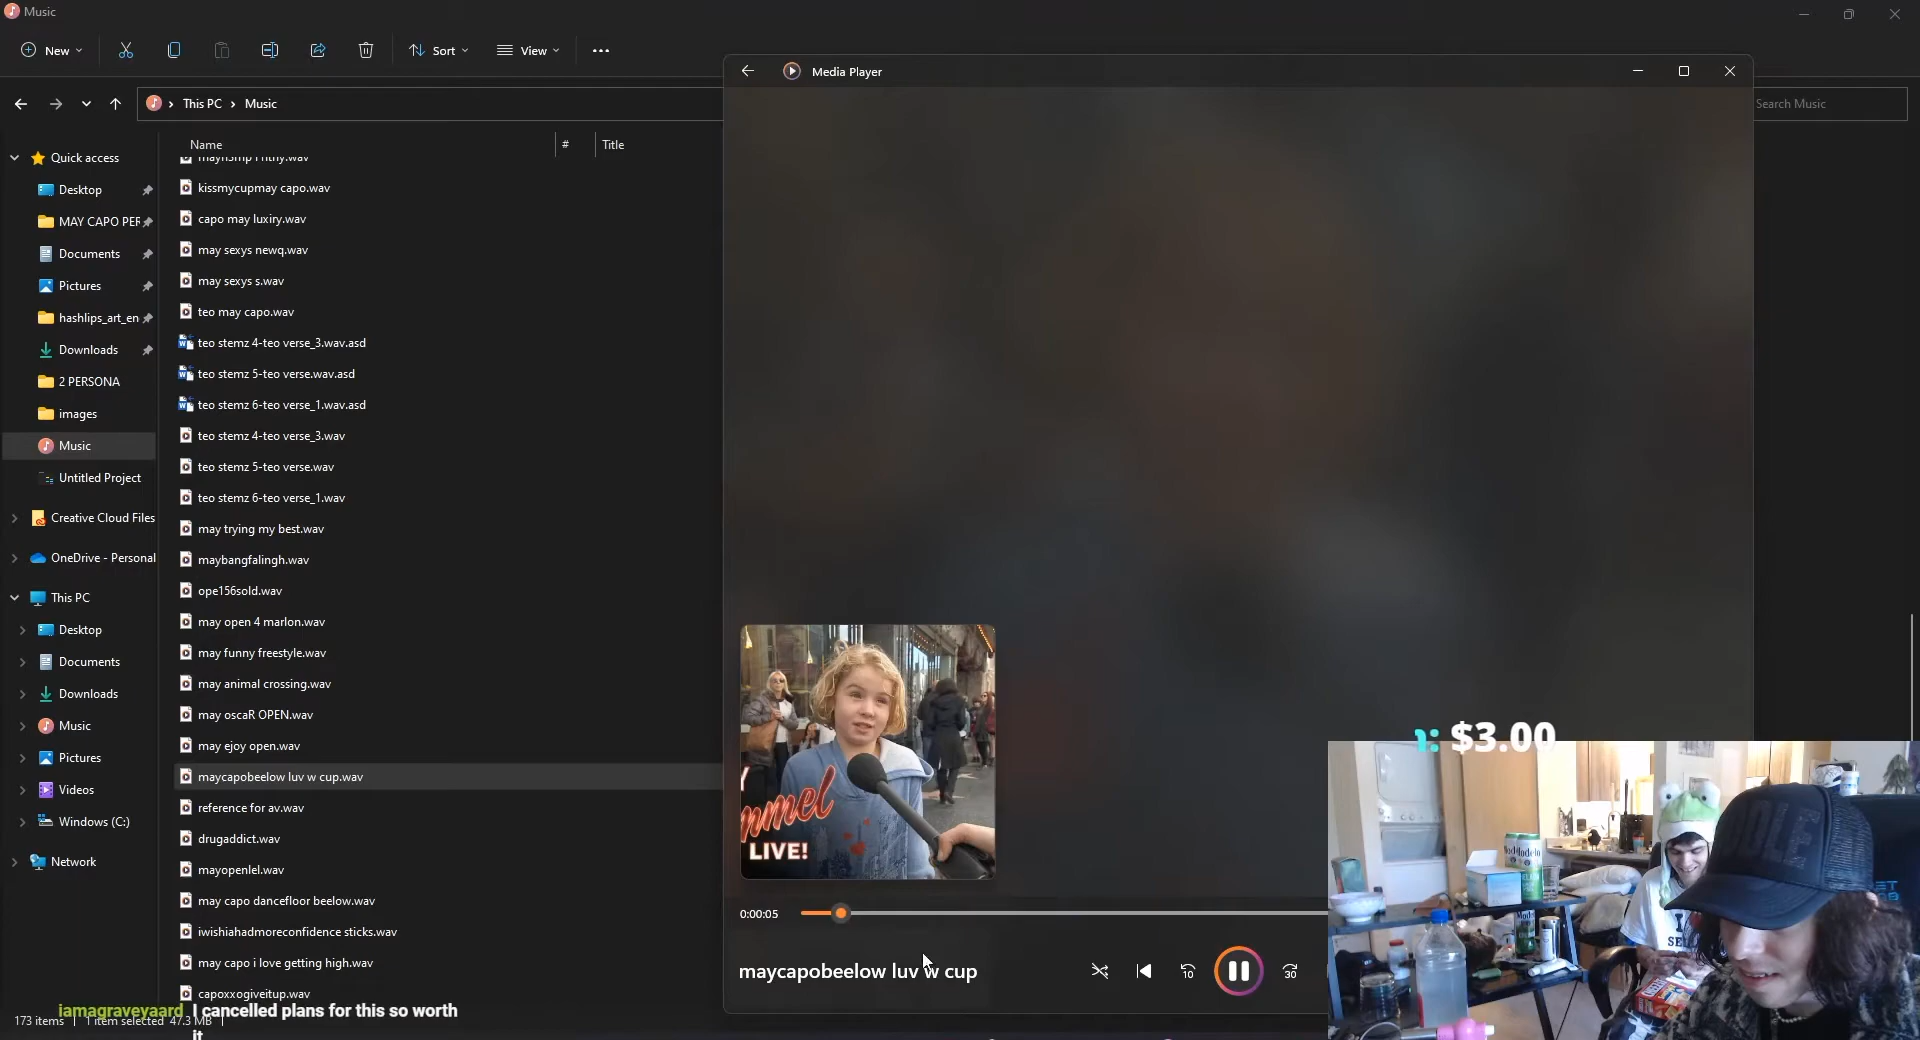 Music
New
Sort
View
Media Player
This PC
Music
Search Music
Name
#
Title
Quick access
Desktop
MAY CAPO PER
Documents
Pictures
hashlips_art_en
Downloads
2 PERSONA
images
Music
Untitled Project
Creative Cloud Files
OneDrive - Personal
This PC
Desktop
Documents
Downloads
Music
Pictures
Videos
Windows (C:)
Network
kissmycupmay capo.wav
capo may luxiry.wav
may sexys newq.wav
may sexys s.wav
teo may capo.wav
teo stemz 4-teo verse_3.wav.asd
teo stemz 5-teo verse.wav.asd
teo stemz 6-teo verse_1.wav.asd
teo stemz 4-teo verse_3.wav
teo stemz 5-teo verse.wav
teo stemz 6-teo verse_1.wav
may trying my best.wav
maybangfalingh.wav
ope156sold.wav
may open 4 marlon.wav
may funny freestyle.wav
may animal crossing.wav
may oscaR OPEN.wav
may ejoy open.wav
maycapobeelow luv w cup.wav
reference for av.wav
drugaddict.wav
mayopenlel.wav
may capo dancefloor beelow.wav
iwishiahadmoreconfidence sticks.wav
may capo i love getting high.wav
capoxxogiveitup.wav
173 items
1 item selected 47.3 MB
iamagraveyaard I cancelled plans for this so worth
it
LIVE!
0:00:05
maycapobeelow luv w cup
10
30
: $3.00
Modelo